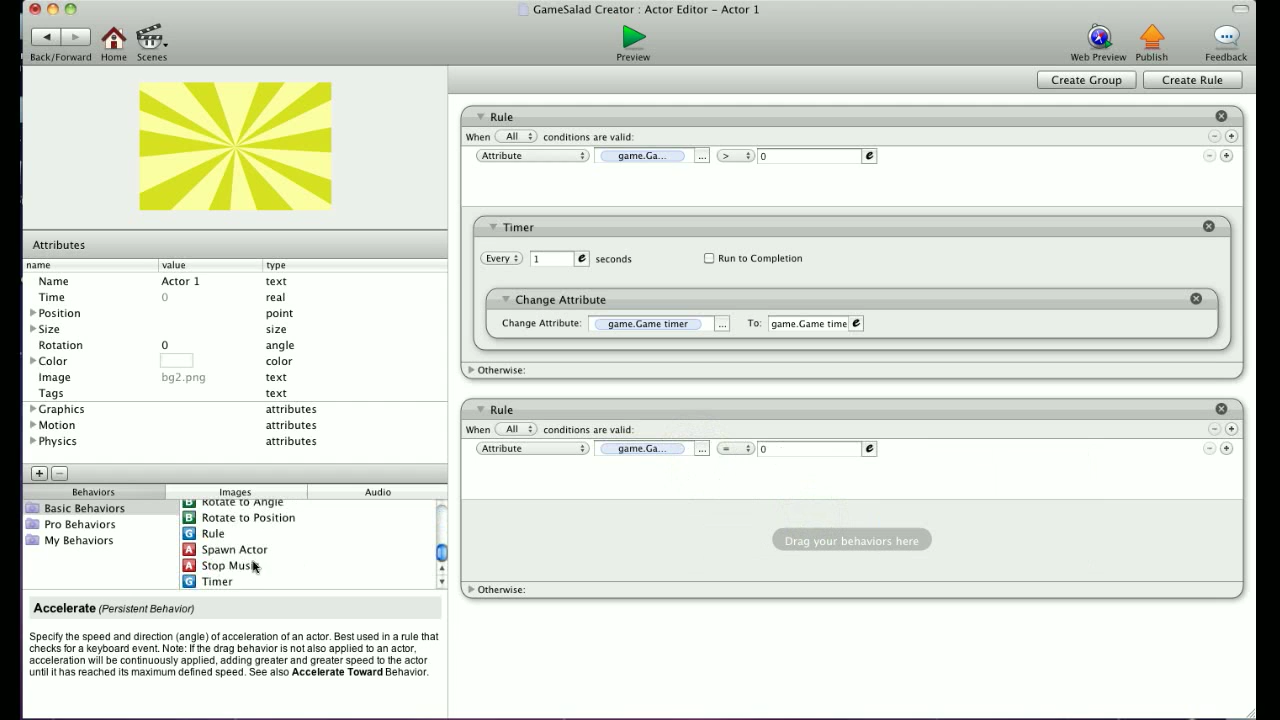 GameSalad Creator : Actor Editor – Actor 1
Back/Forward Home Scenes Preview Web Preview Publish Feedback
Create Group Create Rule
Attributes
name value type
Name Actor 1 text
Time 0 real
Position point
Size size
Rotation 0 angle
Color color
Image bg2.png text
Tags text
Graphics attributes
Motion attributes
Physics attributes
Behaviors Images Audio
Basic Behaviors
Pro Behaviors
My Behaviors
B Rotate to Angle
B Rotate to Position
G Rule
A Spawn Actor
A Stop Music
G Timer
Accelerate (Persistent Behavior)
Specify the speed and direction (angle) of acceleration of an actor. Best used in a rule that
checks for a keyboard event. Note: If the drag behavior is not also applied to an actor,
acceleration will be continuously applied, adding greater and greater speed to the actor
until it has reached its maximum defined speed. See also Accelerate Toward Behavior.
Rule
When All conditions are valid:
Attribute game.Ga... ... > 0 e
Timer
Every 1 e seconds Run to Completion
Change Attribute
Change Attribute: game.Game timer ... To: game.Game time e
Otherwise:
Rule
When All conditions are valid:
Attribute game.Ga... ... = 0 e
Drag your behaviors here
Otherwise: